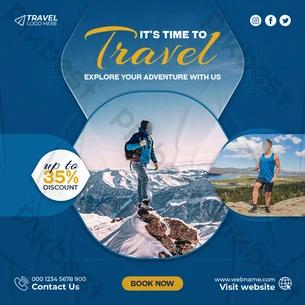 TRAVEL
LOGO HERE
IT'S TIME TO
Travel
EXPLORE YOUR ADVENTURE WITH US
up to
35%
DISCOUNT
000 1234 5678 900
Contact Us
BOOK NOW
www.webname.com
Visit website